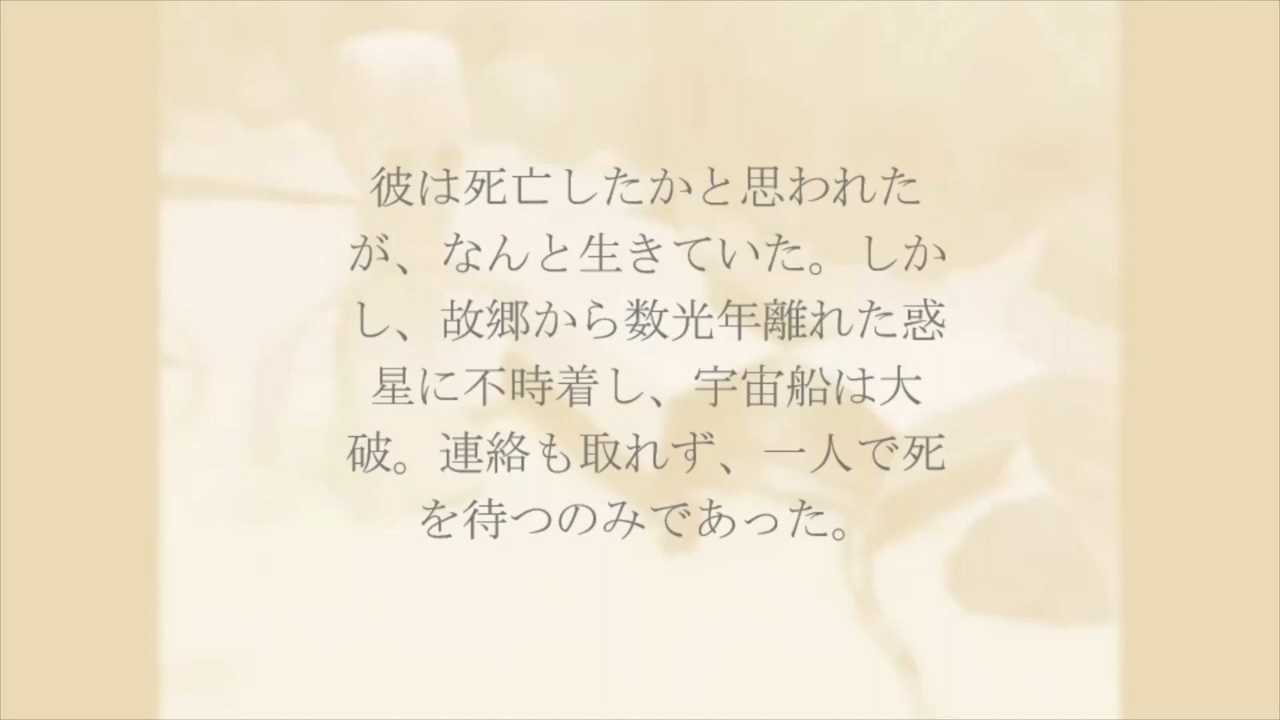 彼は死亡したかと思われた
が、なんと生きていた。しか
し、故郷から数光年離れた惑
星に不時着し、宇宙船は大
破。連絡も取れず、一人で死
を待つのみであった。